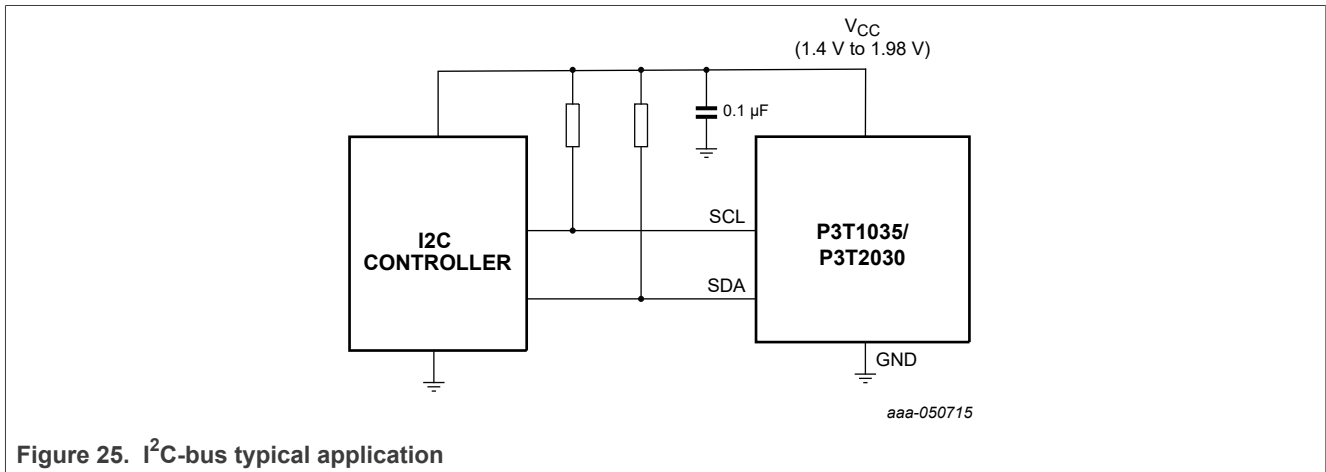 V_CC
(1.4 V to 1.98 V)
0.1 µF
I2C
CONTROLLER
SCL
SDA
P3T1035/
P3T2030
GND
aaa-050715
Figure 25. I²C-bus typical application